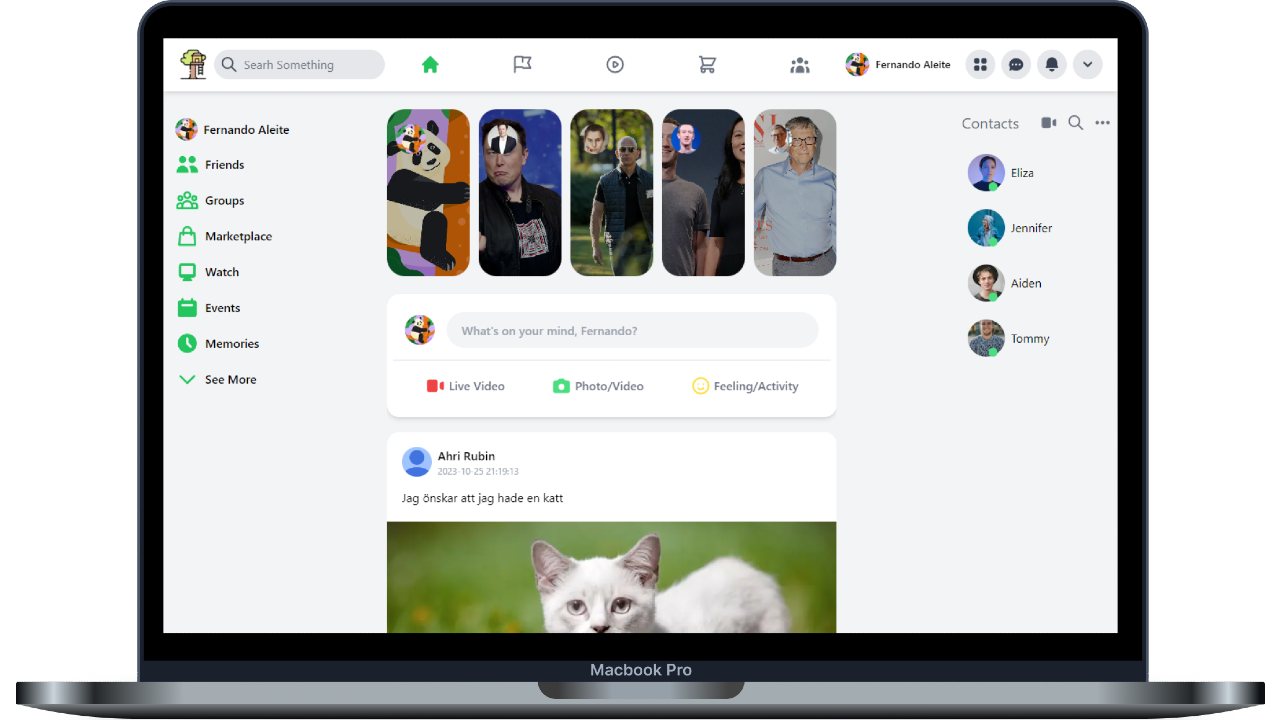 Searh Something
Fernando Aleite
Fernando Aleite
Friends
Groups
Marketplace
Watch
Events
Memories
See More
What's on your mind, Fernando?
Live Video
Photo/Video
Feeling/Activity
Ahri Rubin
2023-10-25 21:19:13
Jag önskar att jag hade en katt
Contacts
Eliza
Jennifer
Aiden
Tommy
Macbook Pro